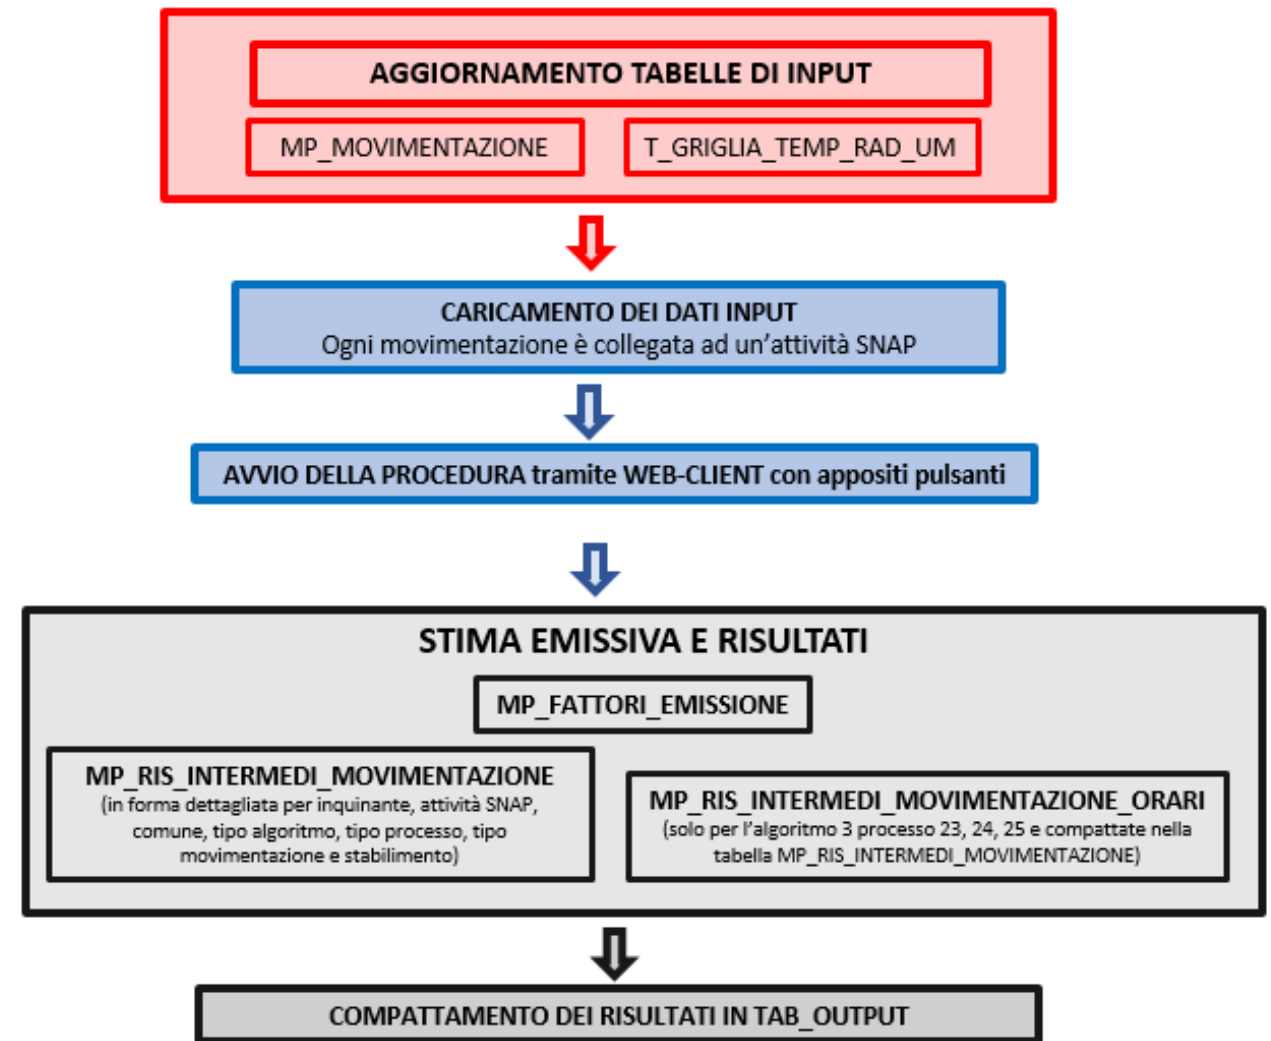 AGGIORNAMENTO TABELLE DI INPUT
MP_MOVIMENTAZIONE
T_GRIGLIA_TEMP_RAD_UM
CARICAMENTO DEI DATI INPUT
Ogni movimentazione è collegata ad un'attività SNAP
AVVIO DELLA PROCEDURA tramite WEB-CLIENT con appositi pulsanti
STIMA EMISSIVA E RISULTATI
MP_FATTORI_EMISSIONE
MP_RIS_INTERMEDI_MOVIMENTAZIONE
(in forma dettagliata per inquinante, attività SNAP,
comune, tipo algoritmo, tipo processo, tipo
movimentazione e stabilimento)
MP_RIS_INTERMEDI_MOVIMENTAZIONE_ORARI
(solo per l'algoritmo 3 processo 23, 24, 25 e compattate nella
tabella MP_RIS_INTERMEDI_MOVIMENTAZIONE)
COMPATTAMENTO DEI RISULTATI IN TAB_OUTPUT